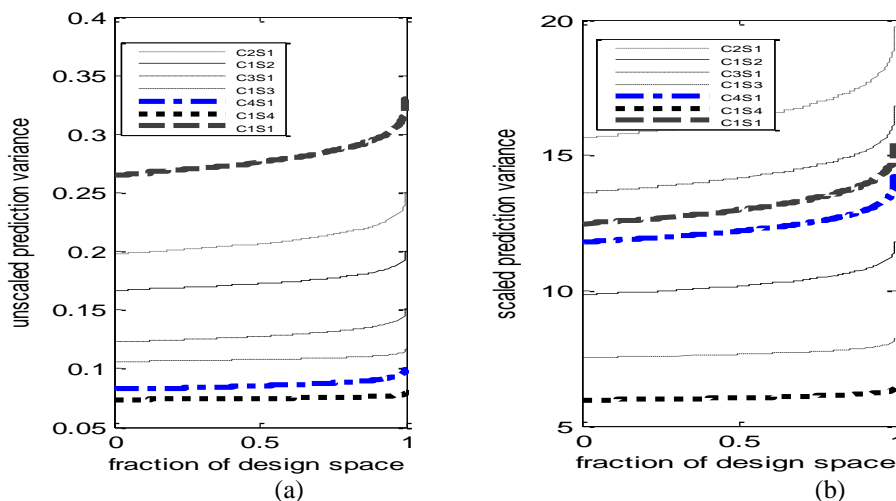 0.4
0.35
0.3
0.25
0.2
0.15
0.1
0.05
0
0.5
1
unscaled prediction variance
fraction of design space
C2S1
C1S2
C3S1
C1S3
C4S1
C1S4
C1S1
(a)
20
15
10
5
0
0.5
1
scaled prediction variance
fraction of design space
C2S1
C1S2
C3S1
C1S3
C4S1
C1S4
C1S1
(b)